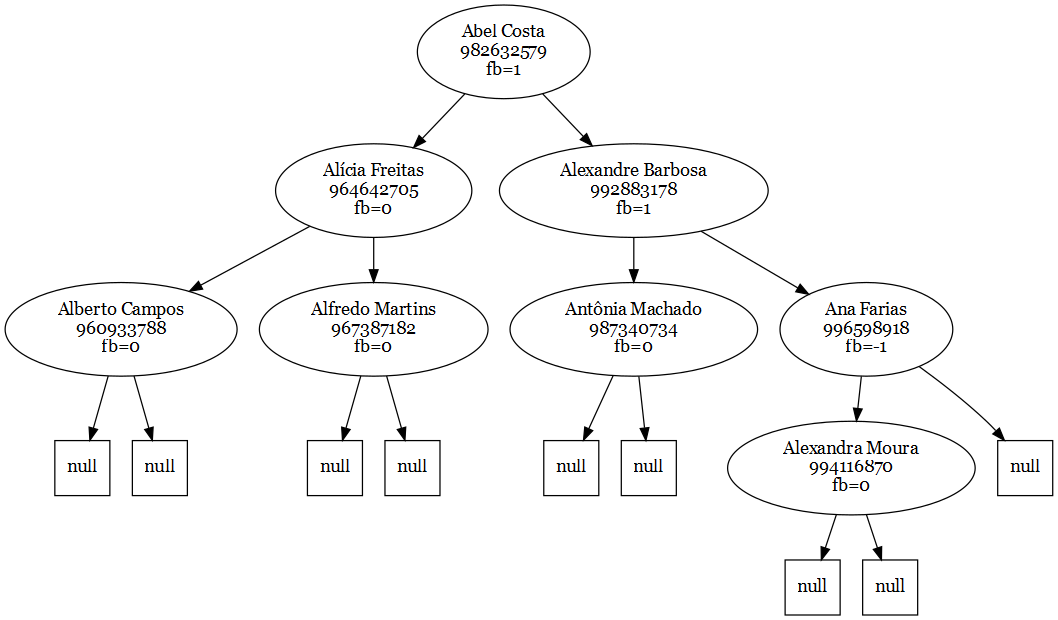 Abel Costa
982632579
fb=1
Alícia Freitas
964642705
fb=0
Alexandre Barbosa
992883178
fb=1
Alberto Campos
960933788
fb=0
Alfredo Martins
967387182
fb=0
Antônia Machado
987340734
fb=0
Ana Farias
996598918
fb=-1
null
null
null
null
null
null
Alexandra Moura
994116870
fb=0
null
null
null